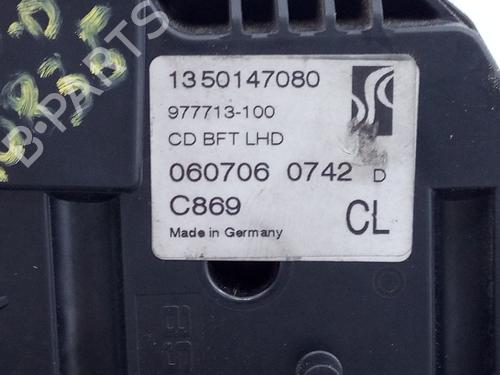 1350147080
977713-100
CD BFT LHD
060706 0742 D
C869
CL
Made in Germany
B-PARTS